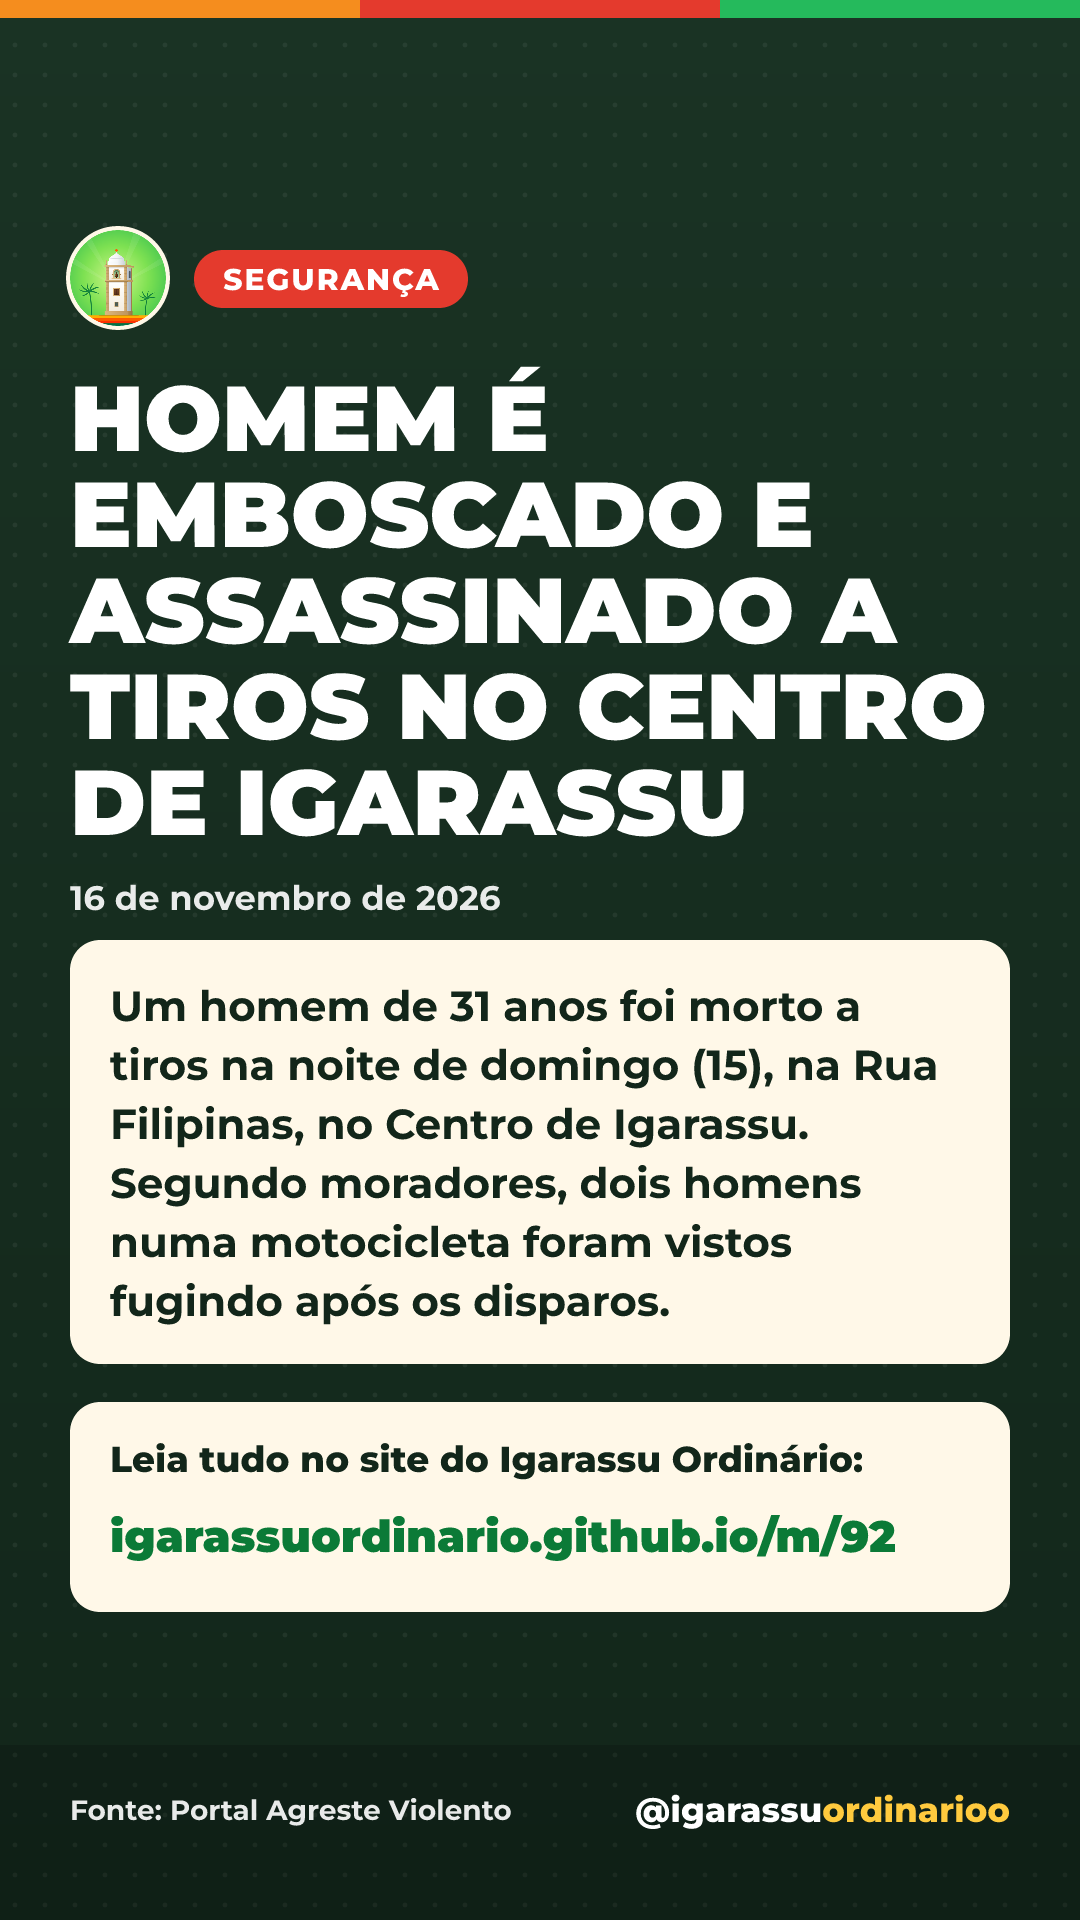 SEGURANÇA
HOMEM É
EMBOSCADO E
ASSASSINADO A
TIROS NO CENTRO
DE IGARASSU
16 de novembro de 2026
Um homem de 31 anos foi morto a
tiros na noite de domingo (15), na Rua
Filipinas, no Centro de Igarassu.
Segundo moradores, dois homens
numa motocicleta foram vistos
fugindo após os disparos.
Leia tudo no site do Igarassu Ordinário:
igarassuordinario.github.io/m/92
Fonte: Portal Agreste Violento
@igarassuordinarioo